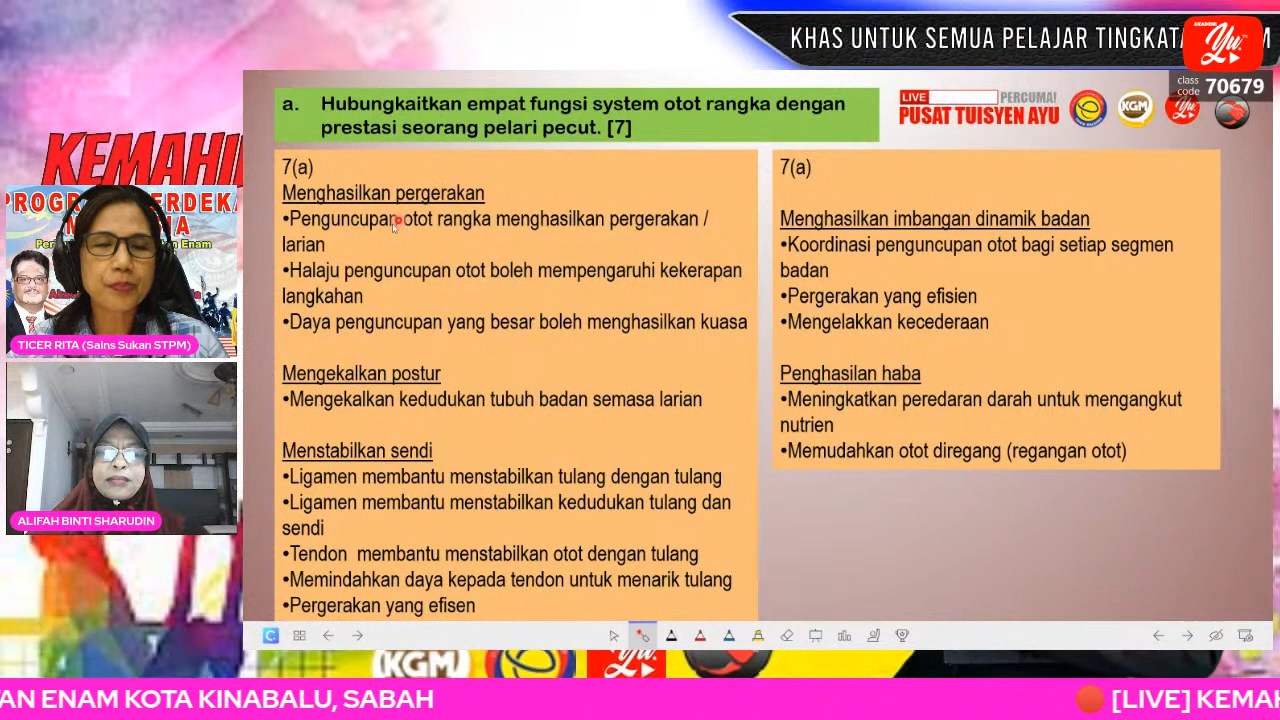 KHAS UNTUK SEMUA PELAJAR
AKADEMI
Yu.
class code 70679
a. Hubungkaitkan empat fungsi system otot rangka dengan
prestasi seorang pelari pecut. [7]
LIVE PERCUMA!
PUSAT TUISYEN AYU
KGM
7(a)
Menghasilkan pergerakan
•Penguncupan otot rangka menghasilkan pergerakan /
larian
•Halaju penguncupan otot boleh mempengaruhi kekerapan
langkahan
•Daya penguncupan yang besar boleh menghasilkan kuasa
Mengekalkan postur
•Mengekalkan kedudukan tubuh badan semasa larian
Menstabilkan sendi
•Ligamen membantu menstabilkan tulang dengan tulang
•Ligamen membantu menstabilkan kedudukan tulang dan
sendi
•Tendon membantu menstabilkan otot dengan tulang
•Memindahkan daya kepada tendon untuk menarik tulang
•Pergerakan yang efisen
7(a)
Menghasilkan imbangan dinamik badan
•Koordinasi penguncupan otot bagi setiap segmen
badan
•Pergerakan yang efisien
•Mengelakkan kecederaan
Penghasilan haba
•Meningkatkan peredaran darah untuk mengangkut
nutrien
•Memudahkan otot diregang (regangan otot)
TICER RITA (Sains Sukan STPM)
ALIFAH BINTI SHARUDIN
KGM
TAN ENAM KOTA KINABALU, SABAH
[LIVE] KEMAH